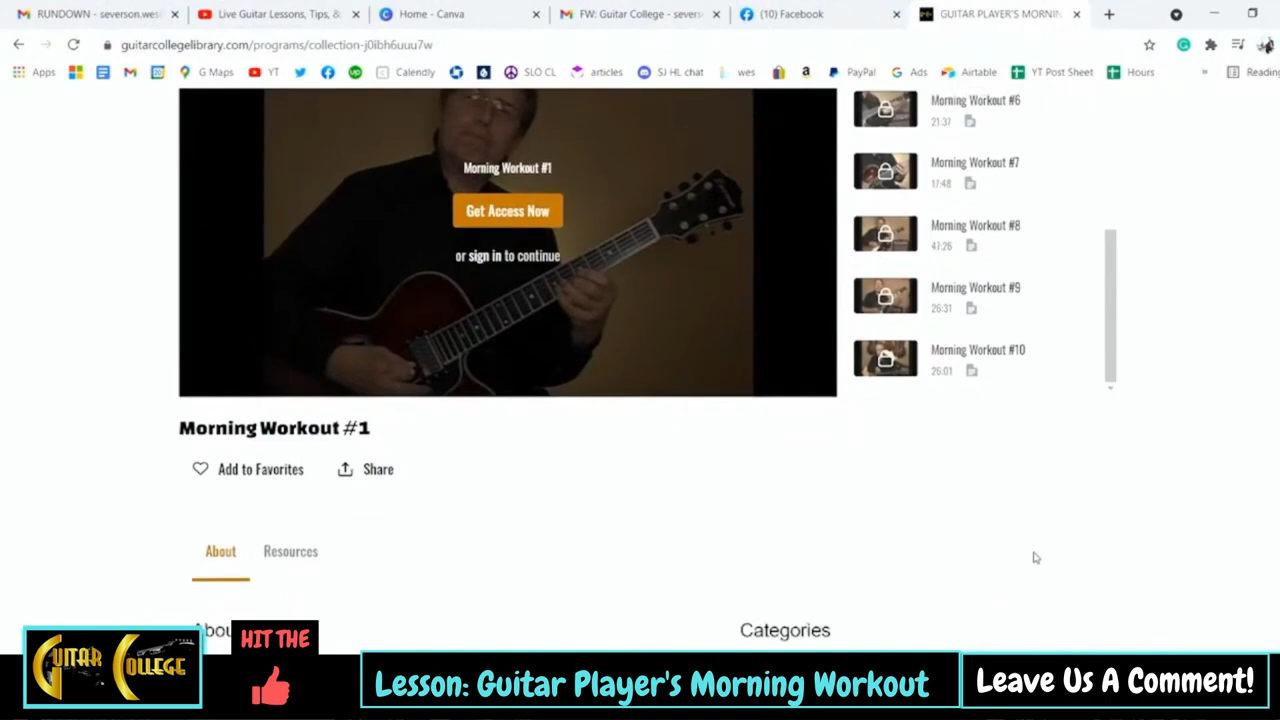 RUNDOWN - severson.wes
Live Guitar Lessons, Tips, &
Home - Canva
FW: Guitar College - severs
(10) Facebook
GUITAR PLAYER'S MORNIN
guitarcollegelibrary.com/programs/collection-j0ibh6uuu7w
Apps
G Maps
YT
Calendly
SLO CL
articles
SJ HL chat
wes
PayPal
Ads
Airtable
YT Post Sheet
Hours
»
Reading
Morning Workout #1
Get Access Now
or sign in to continue
Morning Workout #6
21:37
Morning Workout #7
17:48
Morning Workout #8
47:26
Morning Workout #9
26:31
Morning Workout #10
26:01
Morning Workout #1
Add to Favorites
Share
About
Resources
Abou
Categories
GUITAR COLLEGE
HIT THE
Lesson: Guitar Player's Morning Workout
Leave Us A Comment!